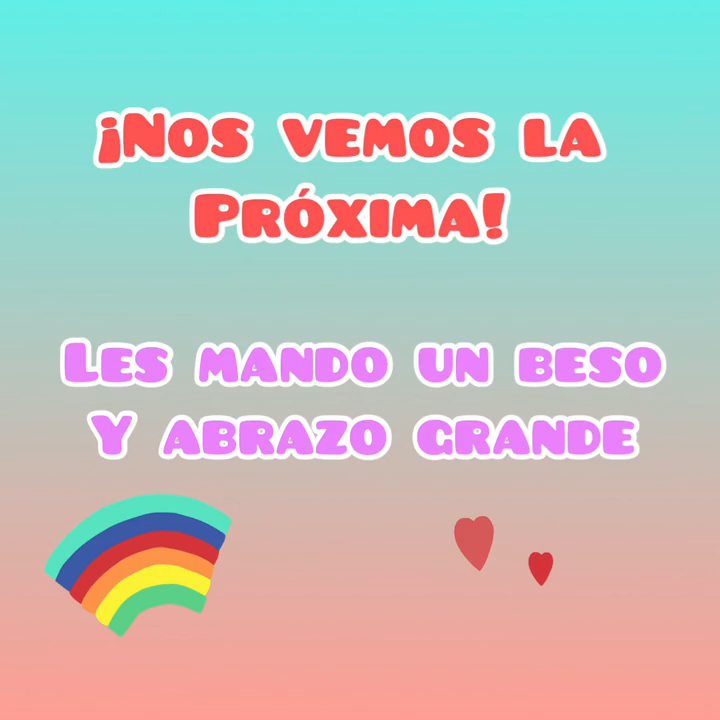 ¡Nos vemos la
Próxima!
Les mando un beso
Y abrazo grande